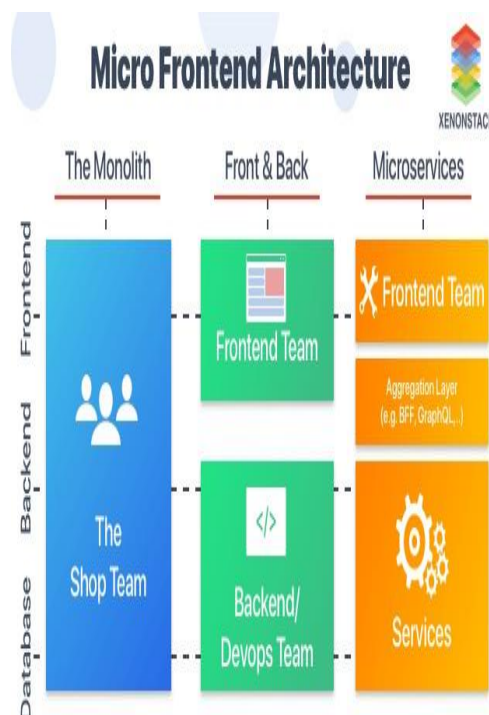 Micro Frontend Architecture
XENONSTAC
The Monolith
Front & Back
Microservices
Frontend
Backend
Database
The
Shop Team
Frontend Team
</>
Backend/
Devops Team
Frontend Team
Aggregation Layer
(e.g. BFF, GraphQL,..)
Services